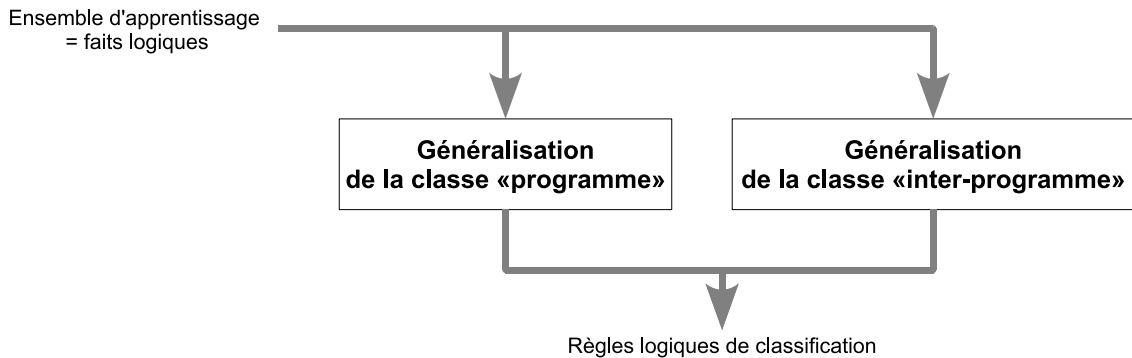 Ensemble d'apprentissage
= faits logiques
Généralisation
de la classe «programme»
Généralisation
de la classe «inter-programme»
Règles logiques de classification